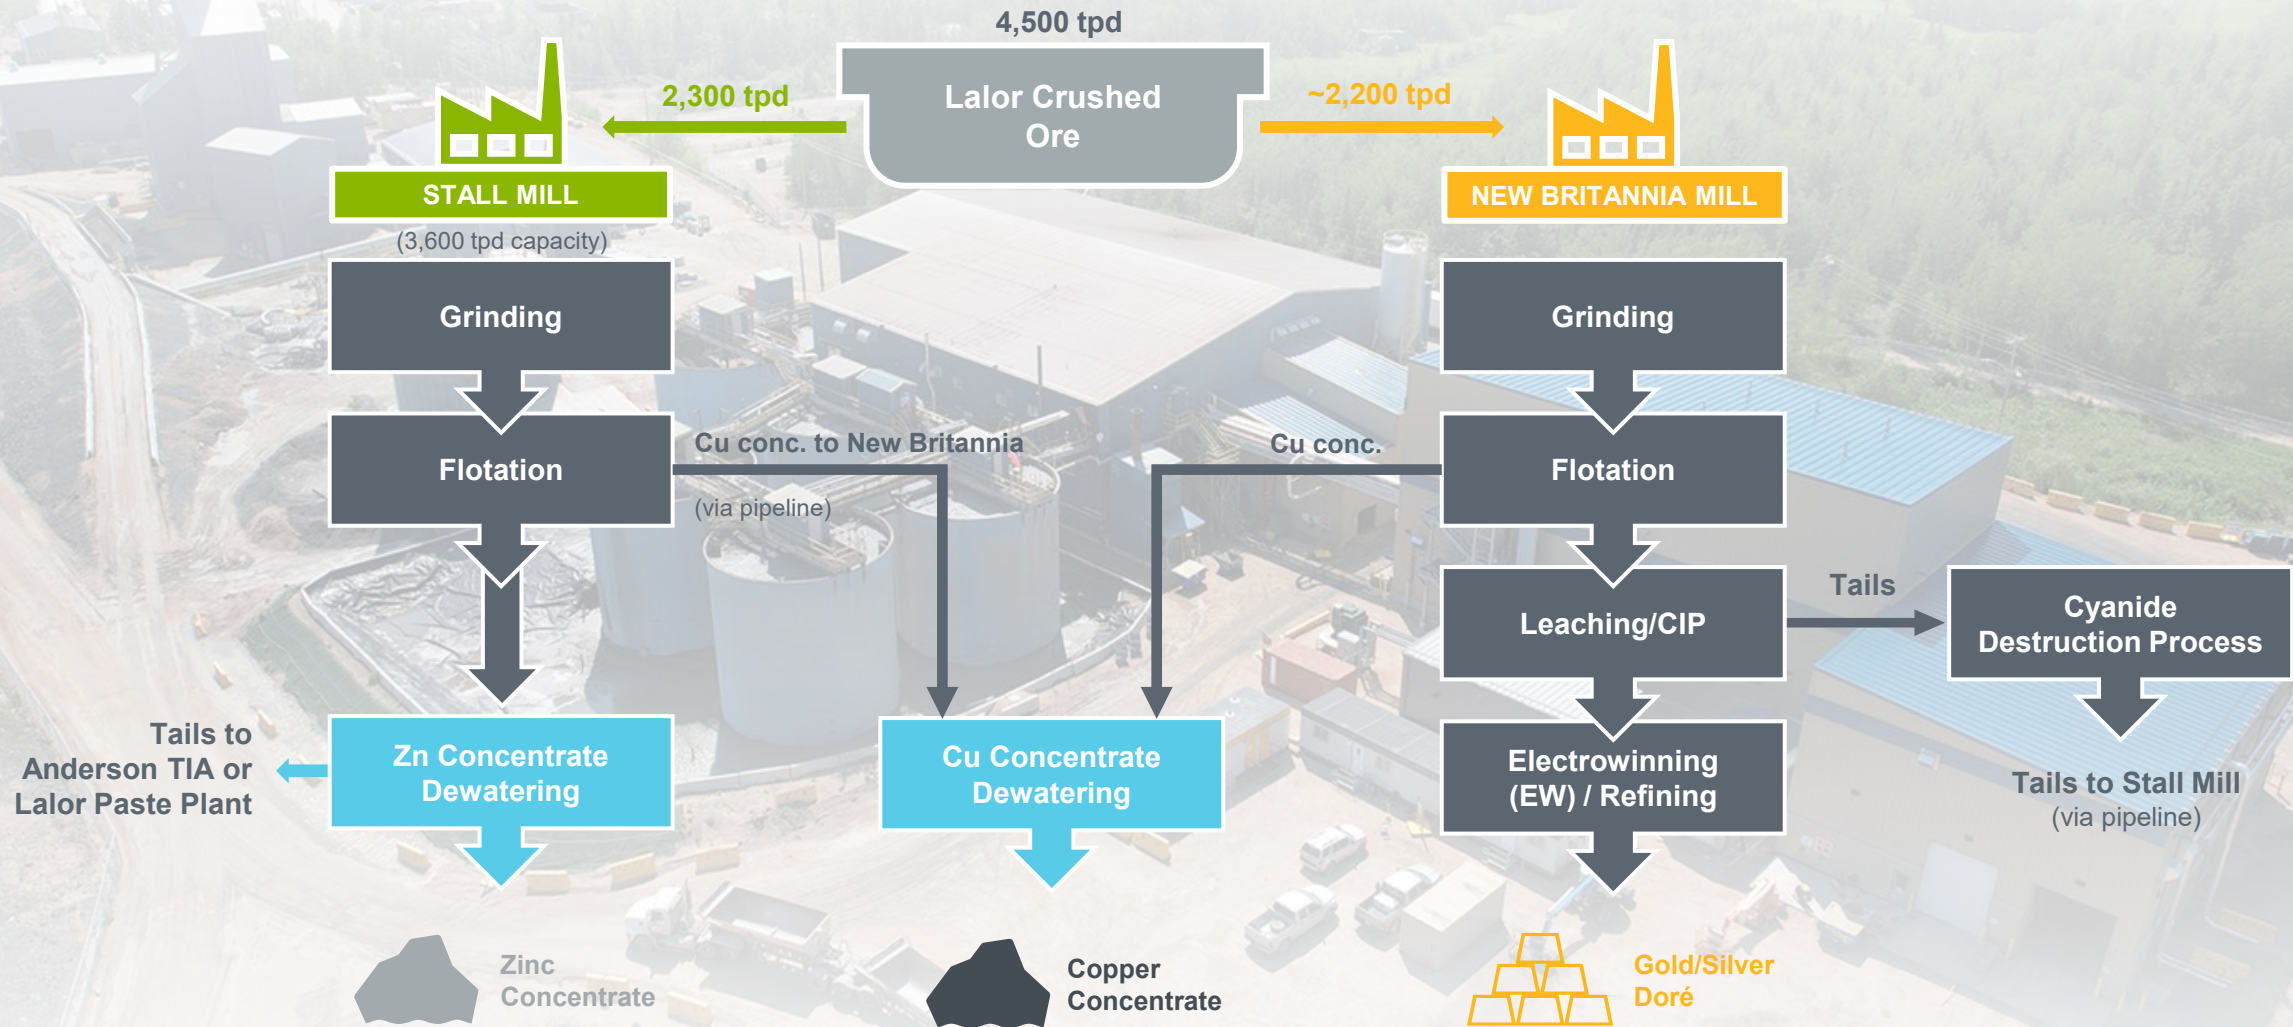 4,500 tpd
2,300 tpd
Lalor Crushed
Ore
~2,200 tpd
STALL MILL
(3,600 tpd capacity)
NEW BRITANNIA MILL
Grinding
Grinding
Flotation
Cu conc. to New Britannia
(via pipeline)
Cu conc.
Flotation
Leaching/CIP
Tails
Cyanide
Destruction Process
Tails to
Anderson TIA or
Lalor Paste Plant
Zn Concentrate
Dewatering
Cu Concentrate
Dewatering
Electrowinning
(EW) / Refining
Tails to Stall Mill
(via pipeline)
Zinc
Concentrate
Copper
Concentrate
Gold/Silver
Doré